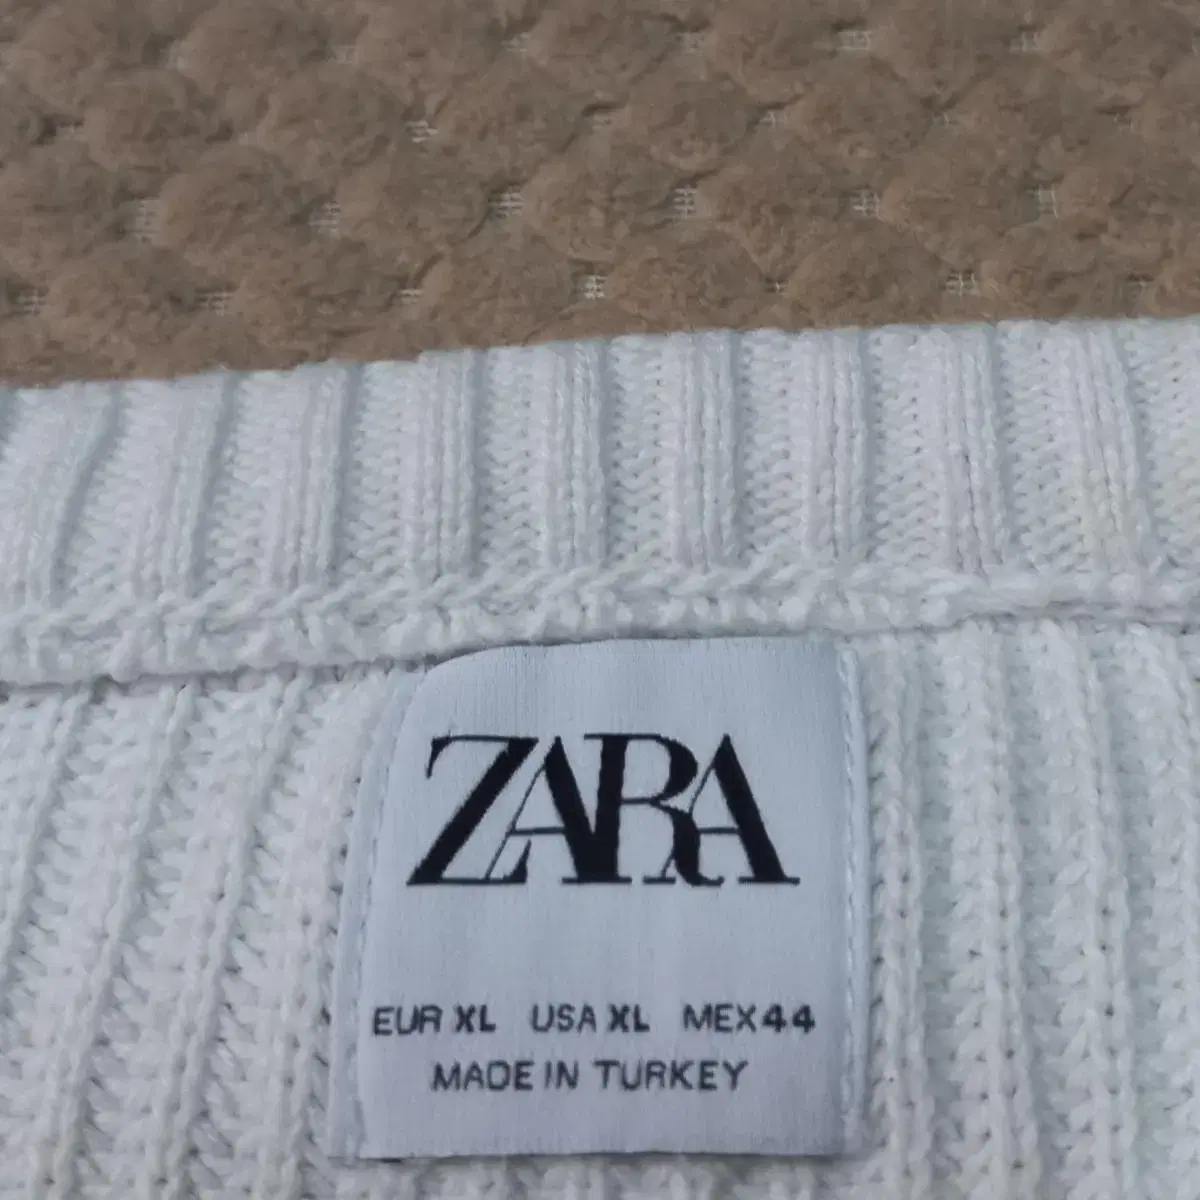 ZARA
EUR XL USA XL MEX 44
MADE IN TURKEY